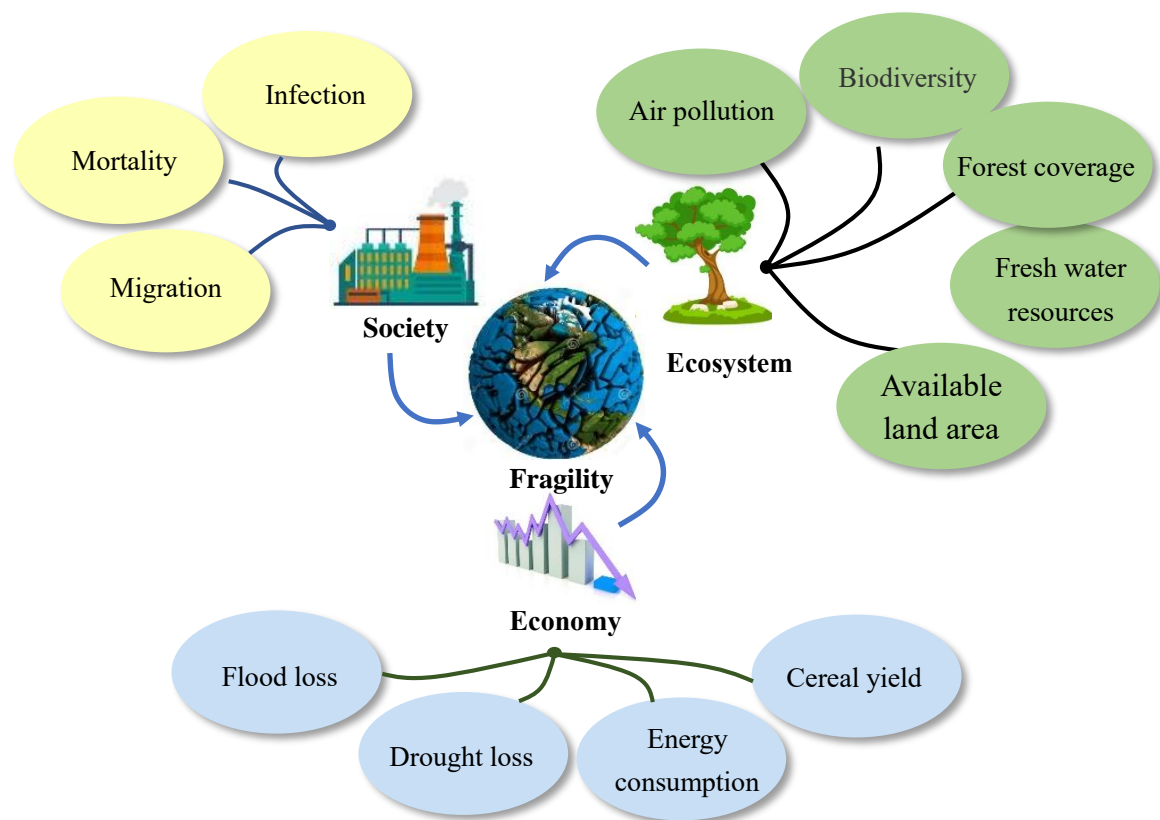 Infection
Mortality
Migration
Society
Air pollution
Biodiversity
Forest coverage
Fresh water
resources
Available
land area
Ecosystem
Fragility
Economy
Flood loss
Drought loss
Energy
consumption
Cereal yield